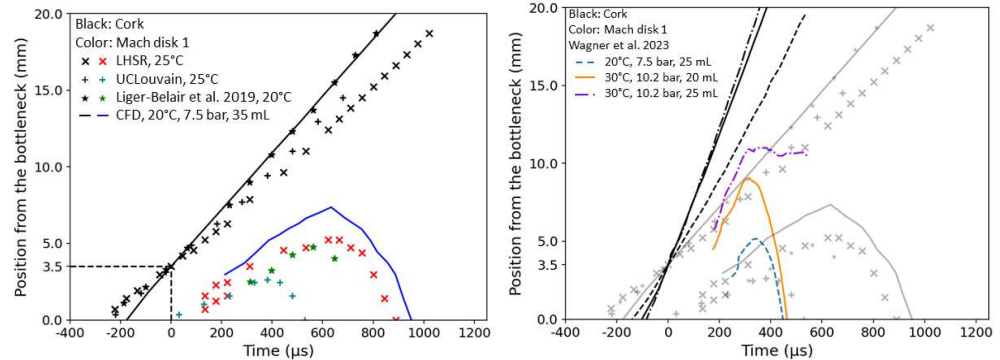 20.0
15.0
10.0
5.0
3.5
0.0
Position from the bottleneck (mm)
Black: Cork
Color: Mach disk 1
LHSR, 25°C
UCLouvain, 25°C
Liger-Belair et al. 2019, 20°C
CFD, 20°C, 7.5 bar, 35 mL
-400 -200 0 200 400 600 800 1000 1200
Time (µs)
20.0
15.0
10.0
5.0
3.5
0.0
Position from the bottleneck (mm)
Black: Cork
Color: Mach disk 1
Wagner et al. 2023
20°C, 7.5 bar, 25 mL
30°C, 10.2 bar, 20 mL
30°C, 10.2 bar, 25 mL
-400 -200 0 200 400 600 800 1000 1200
Time (µs)